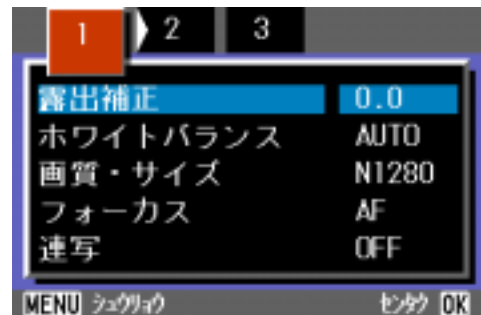 1 2 3
露出補正 0.0
ホワイトバランス AUTO
画質・サイズ N1280
フォーカス AF
連写 OFF
MENU シュウリョウ センタク OK